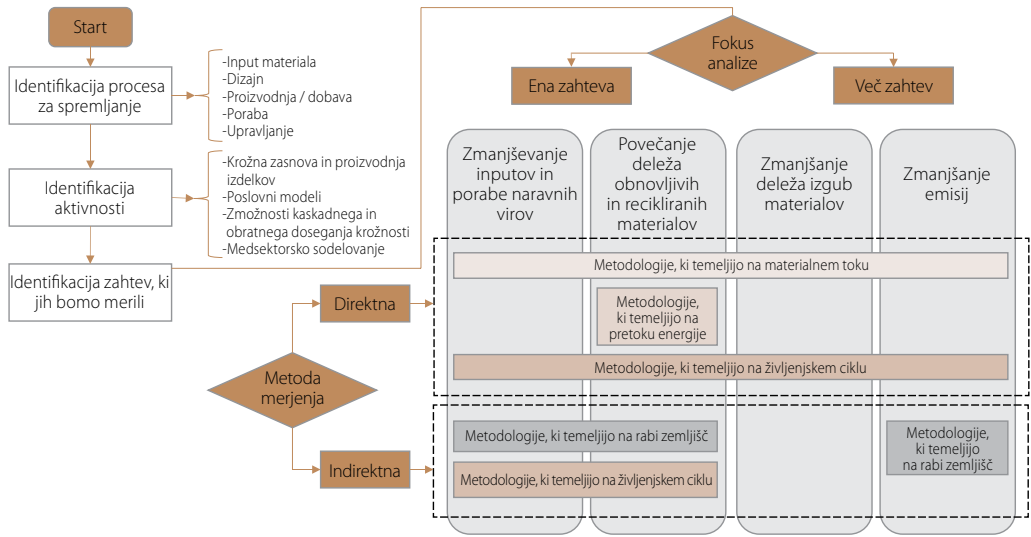 Start
Identifikacija procesa
za spremljanje
-Input materiala
-Dizajn
-Proizvodnja / dobava
-Poraba
-Upravljanje
Identifikacija
aktivnosti
-Krožna zasnova in proizvodnja
izdelkov
-Poslovni modeli
-Zmožnosti kaskadnega in
obratnega doseganja krožnosti
-Medsektorsko sodelovanje
Identifikacija zahtev, ki
jih bomo merili
Fokus
analize
Ena zahteva
Več zahtev
Zmanjševanje
inputov in
porabe naravnih
virov
Povečanje
deleža
obnovljivih
in recikliranih
materialov
Zmanjšanje
deleža izgub
materialov
Zmanjšanje
emisij
Metoda
merjenja
Direktna
Metodologije, ki temeljijo na materialnem toku
Metodologije,
ki temeljijo na
pretoku energije
Metodologije, ki temeljijo na življenjskem ciklu
Indirektna
Metodologije, ki temeljijo na rabi zemljišč
Metodologije, ki temeljijo na življenjskem ciklu
Metodologije,
ki temeljijo
na rabi zemljišč